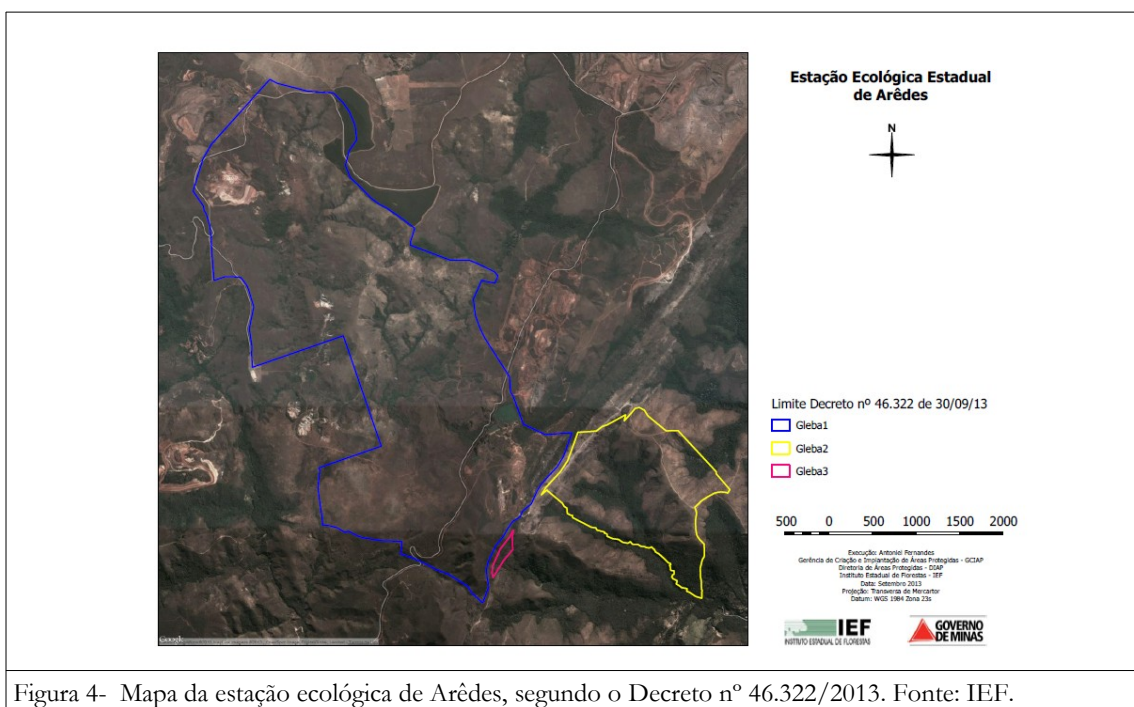 Estação Ecológica Estadual
de Arêdes
N
Limite Decreto nº 46.322 de 30/09/13
Gleba1
Gleba2
Gleba3
500 0 500 1000 1500 2000
Execução: Antoniel Fernandes
Gerência de Criação e Implantação de Áreas Protegidas - GCIAP
Diretoria de Áreas Protegidas - DIAP
Instituto Estadual de Florestas - IEF
Data: Setembro 2013
Projeção: Transversa de Mercartor
Datum: WGS 1984 Zona 23s
IEF
INSTITUTO ESTADUAL DE FLORESTAS
GOVERNO
DE MINAS
Google
Figura 4- Mapa da estação ecológica de Arêdes, segundo o Decreto nº 46.322/2013. Fonte: IEF.